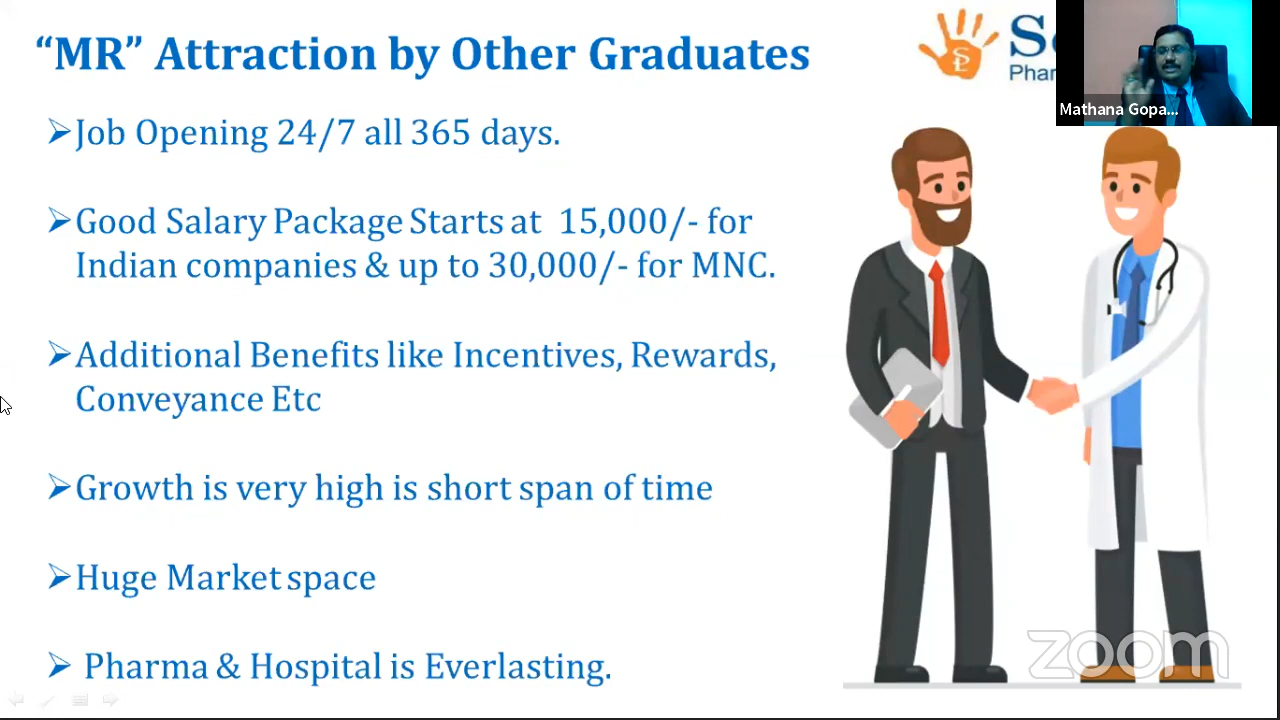 “MR” Attraction by Other Graduates
Job Opening 24/7 all 365 days.
Good Salary Package Starts at 15,000/- for
Indian companies & up to 30,000/- for MNC.
Additional Benefits like Incentives, Rewards,
Conveyance Etc
Growth is very high is short span of time
Huge Market space
Pharma & Hospital is Everlasting.
Mathana Gopa...
zoom